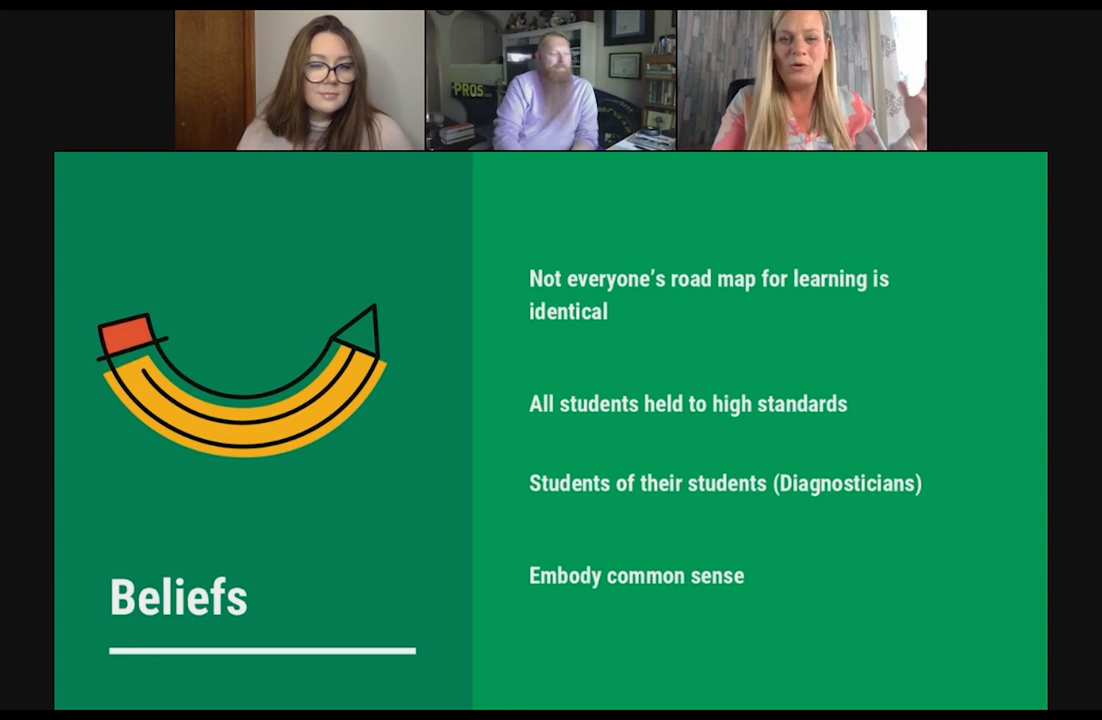 PROS
Not everyone’s road map for learning is
identical
All students held to high standards
Students of their students (Diagnosticians)
Embody common sense
Beliefs